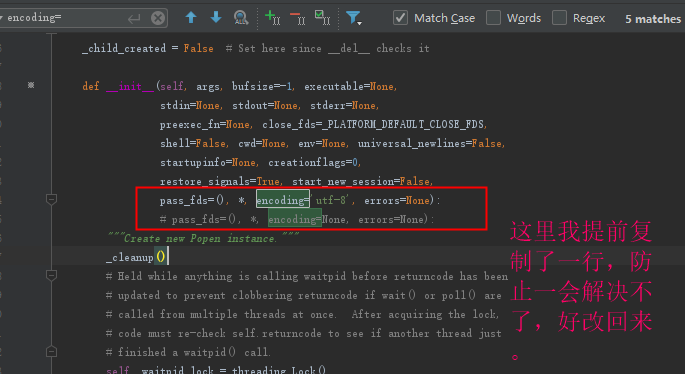 encoding=
Match Case
Words
Regex
5 matches
_child_created = False  # Set here since __del__ checks it
def __init__(self, args, bufsize=-1, executable=None,
stdin=None, stdout=None, stderr=None,
preexec_fn=None, close_fds=_PLATFORM_DEFAULT_CLOSE_FDS,
shell=False, cwd=None, env=None, universal_newlines=False,
startupinfo=None, creationflags=0,
restore_signals=True, start_new_session=False,
pass_fds=(), *, encoding='utf-8', errors=None):
# pass_fds=(), *, encoding=None, errors=None):
"""Create new Popen instance."""
_cleanup()
# Held while anything is calling waitpid before returncode has been
# updated to prevent clobbering returncode if wait() or poll() are
# called from multiple threads at once.  After acquiring the lock,
# code must re-check self.returncode to see if another thread just
# finished a waitpid() call.
self._waitpid_lock = threading.Lock()
这里我提前复
制了一行，防
止一会解决不
了，好改回来
。